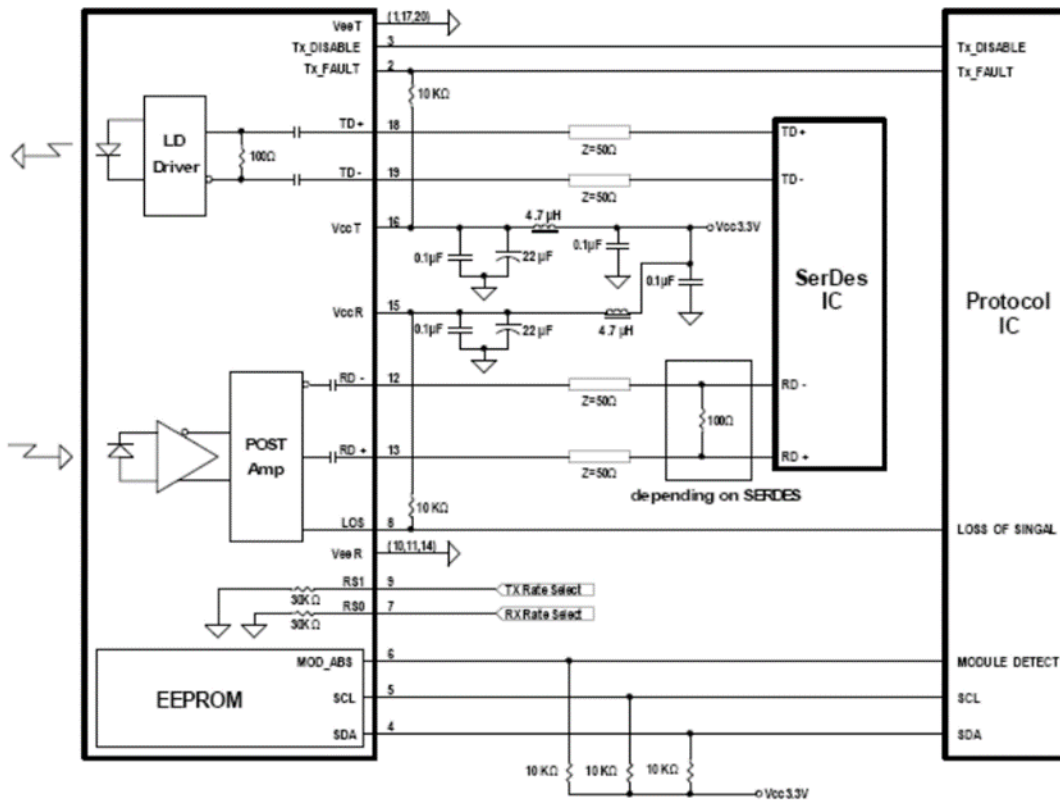 VeeT (1,17,20)
Tx_DISABLE 3 Tx_DISABLE
Tx_FAULT 2 Tx_FAULT
10 KΩ
LD Driver
100Ω
TD+ 18 Z=50Ω TD+
TD- 19 Z=50Ω TD-
VccT 16 4.7 µH Vcc3.3V
0.1µF 22 µF 0.1µF 0.1µF
SerDes IC
Protocol IC
VccR 15 4.7 µH
0.1µF 22 µF
POST Amp
RD - 12 Z=50Ω RD -
100Ω
RD + 13 Z=50Ω RD +
depending on SERDES
10 KΩ
LOS 8 LOSS OF SINGAL
VeeR (10,11,14)
RS1 9 TX Rate Select
30KΩ
RS0 7 RX Rate Select
30KΩ
EEPROM
MOD_ABS 6 MODULE DETECT
SCL 5 SCL
SDA 4 SDA
10 KΩ 10 KΩ 10 KΩ
Vcc3.3V